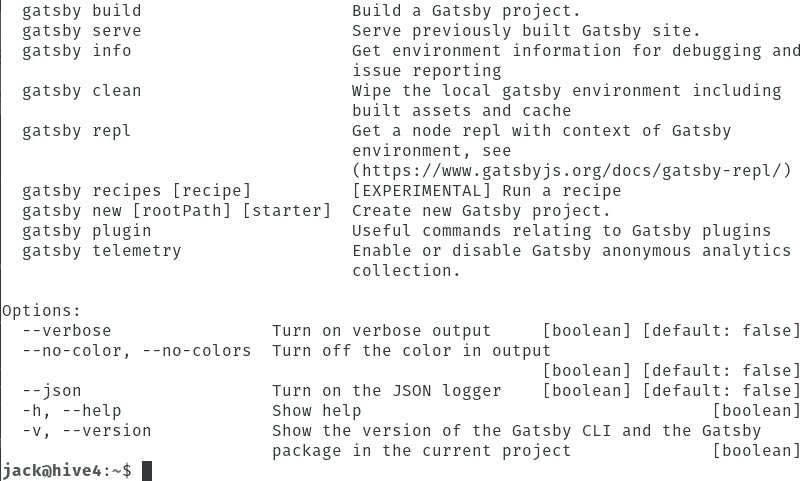 gatsby build                     Build a Gatsby project.
gatsby serve                     Serve previously built Gatsby site.
gatsby info                      Get environment information for debugging and
issue reporting
gatsby clean                     Wipe the local gatsby environment including
built assets and cache
gatsby repl                      Get a node repl with context of Gatsby
environment, see
(https://www.gatsbyjs.org/docs/gatsby-repl/)
gatsby recipes [recipe]          [EXPERIMENTAL] Run a recipe
gatsby new [rootPath] [starter]  Create new Gatsby project.
gatsby plugin                    Useful commands relating to Gatsby plugins
gatsby telemetry                 Enable or disable Gatsby anonymous analytics
collection.
Options:
--verbose                Turn on verbose output     [boolean] [default: false]
--no-color, --no-colors  Turn off the color in output
[boolean] [default: false]
--json                   Turn on the JSON logger    [boolean] [default: false]
-h, --help               Show help                                   [boolean]
-v, --version            Show the version of the Gatsby CLI and the Gatsby
package in the current project              [boolean]
jack@hive4:~$